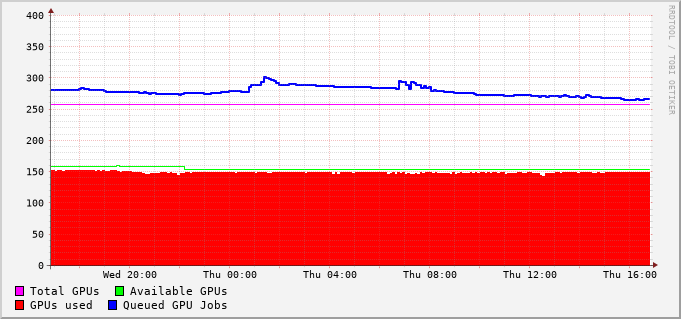 400
350
300
250
200
150
100
50
0
Wed 20:00 Thu 00:00 Thu 04:00 Thu 08:00 Thu 12:00 Thu 16:00
Total GPUs Available GPUs
GPUs used Queued GPU Jobs
RRDTOOL / TOBI OETIKER